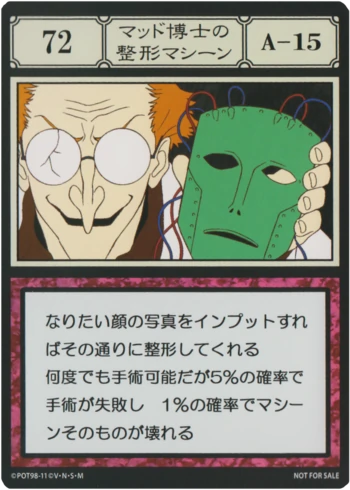 72
マッド博士の
整形マシーン
A-15
なりたい顔の写真をインプットすれ
ばその通りに整形してくれる
何度でも手術可能だが5％の確率で
手術が失敗し　1％の確率でマシー
ンそのものが壊れる
©POT98-11©V・N・S・M
NOT FOR SALE